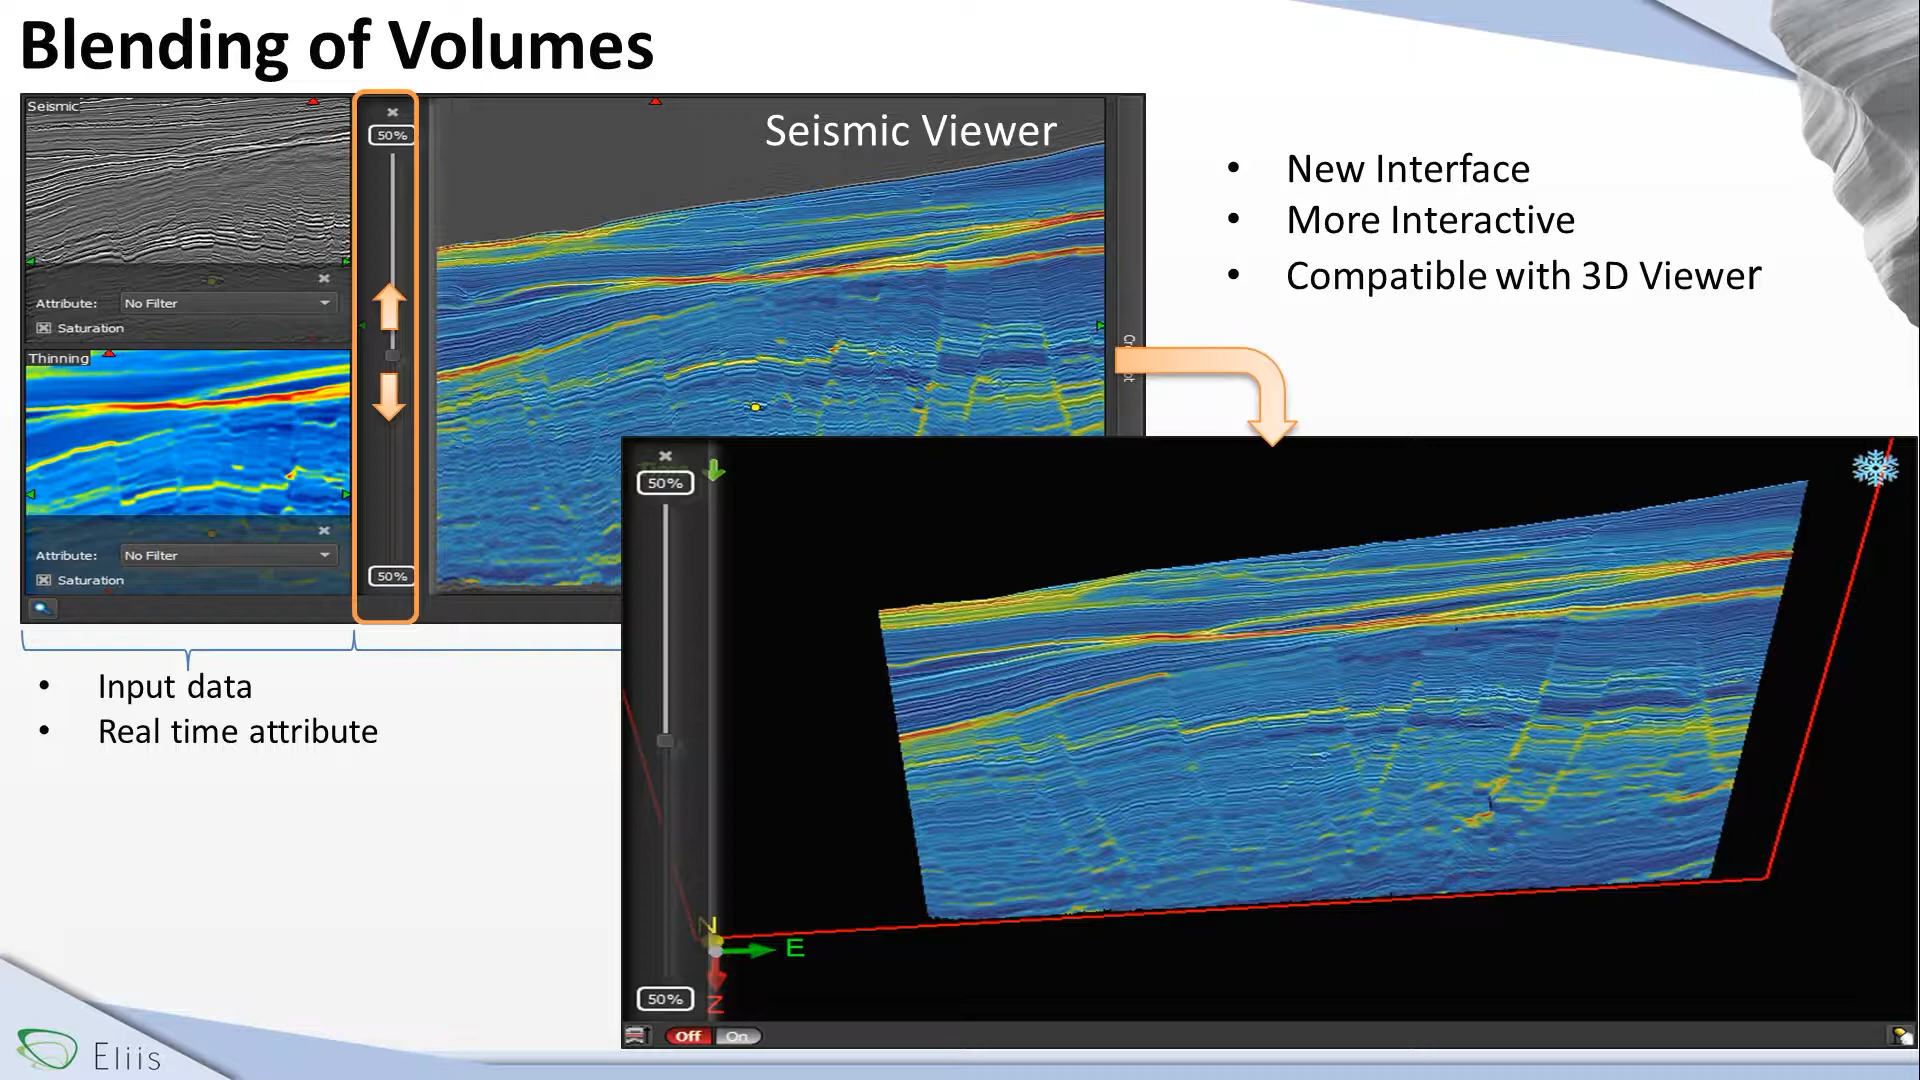 Blending of Volumes
Seismic
50%
Seismic Viewer
Attribute: No Filter
Saturation
Thinning
Attribute: No Filter
Saturation
50%
• New Interface
• More Interactive
• Compatible with 3D Viewer
• Input data
• Real time attribute
50%
N
E
Z
50%
Off On
Eliis